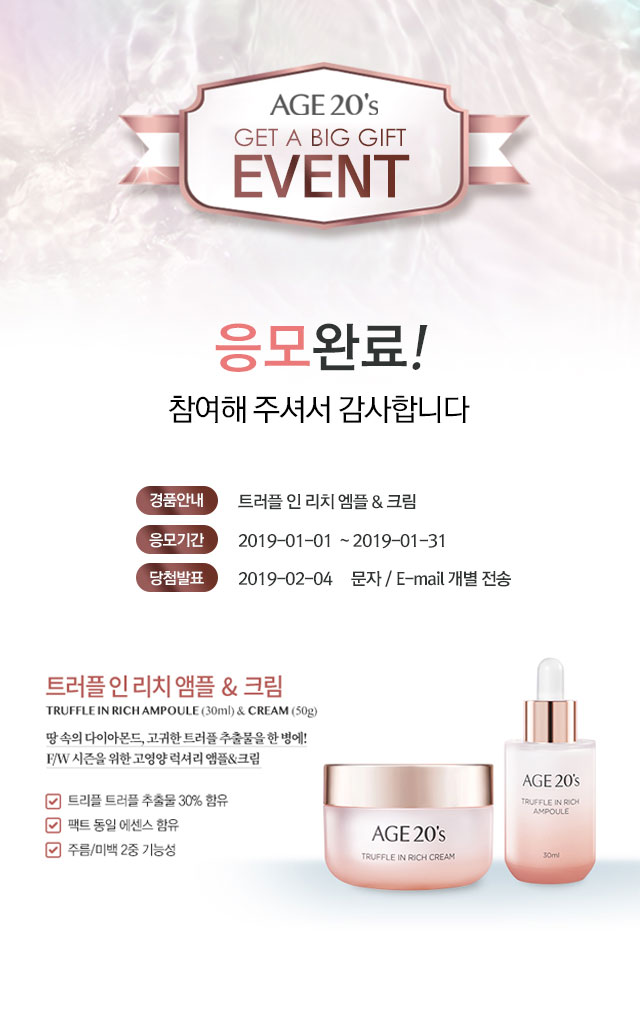 AGE 20's
GET A BIG GIFT
EVENT
응모완료!
참여해 주셔서 감사합니다
경품안내 트러플 인 리치 엠플 & 크림
응모기간 2019-01-01 ~ 2019-01-31
당첨발표 2019-02-04 문자 / E-mail 개별 전송
트러플 인 리치 앰플 & 크림
TRUFFLE IN RICH AMPOULE (30ml) & CREAM (50g)
땅 속의 다이아몬드, 고귀한 트러플 추출물을 한 병에!
F/W 시즌을 위한 고영양 럭셔리 앰플&크림
트리플 트러플 추출물 30% 함유
팩트 동일 에센스 함유
주름/미백 2중 기능성
AGE 20's
TRUFFLE IN RICH CREAM
AGE 20's
TRUFFLE IN RICH
AMPOULE
30ml